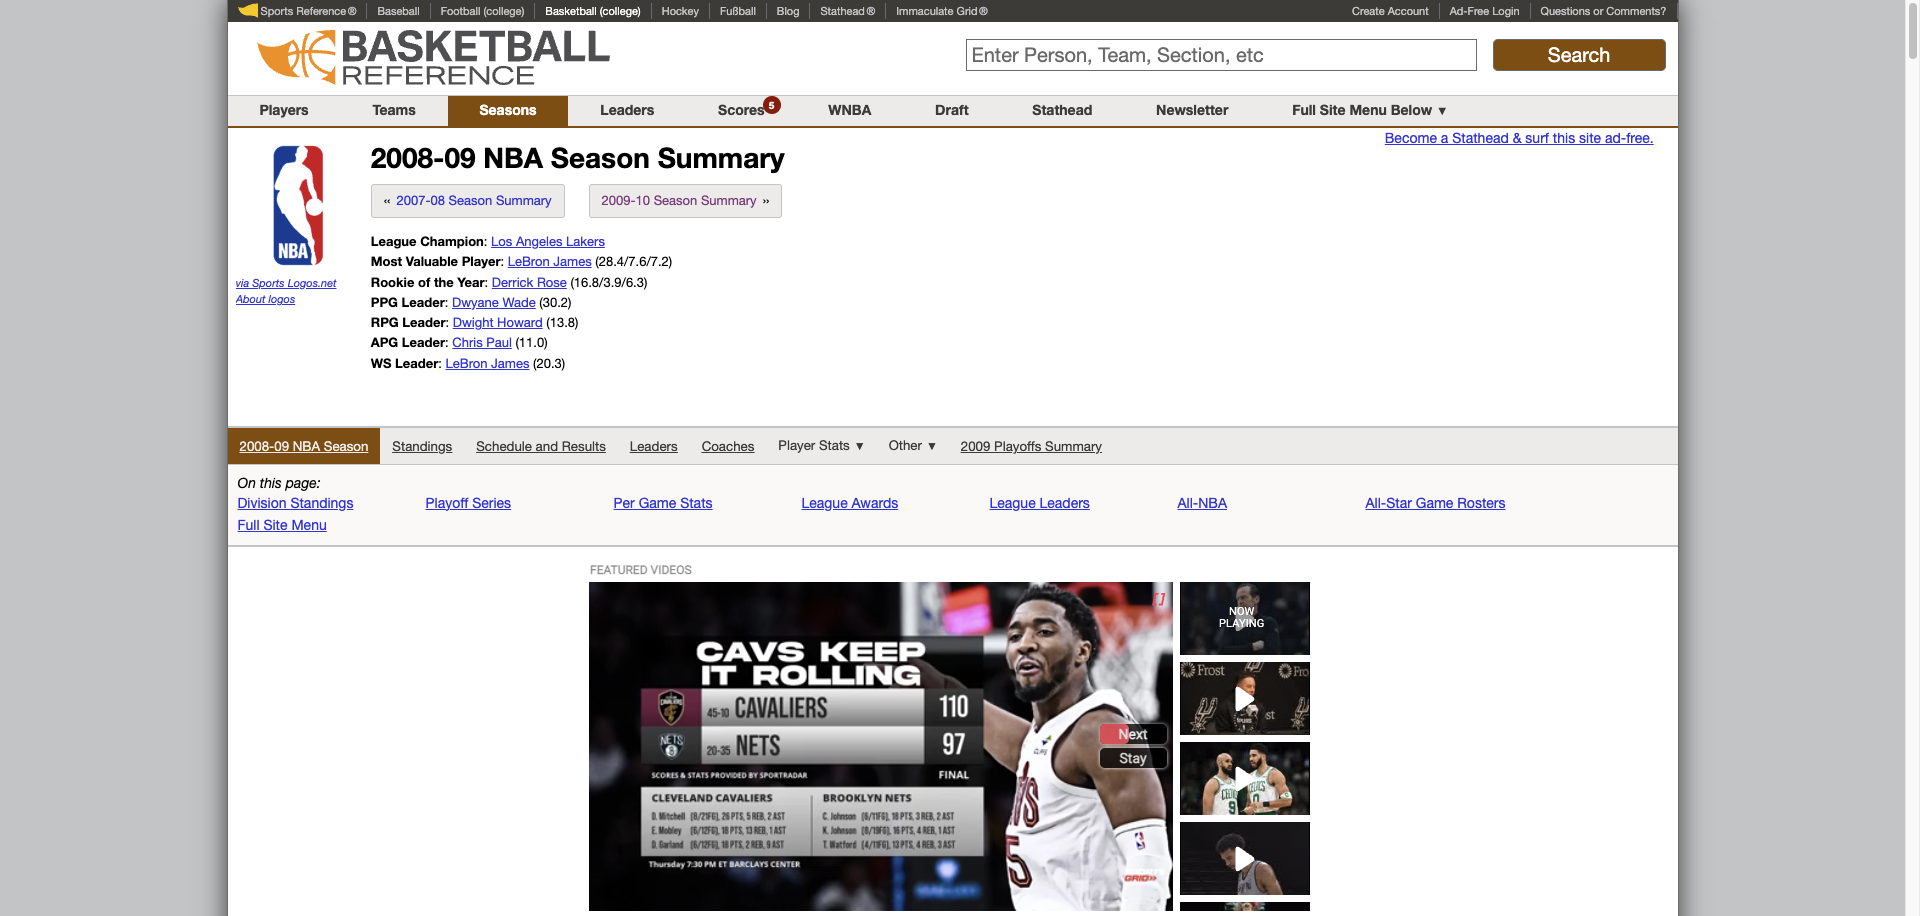 Sports Reference ® Baseball Football (college) Basketball (college) Hockey Fußball Blog Stathead ® Immaculate Grid ® Create Account Ad-Free Login Questions or Comments?
BASKETBALL
REFERENCE
Enter Person, Team, Section, etc Search
Players Teams Seasons Leaders Scores 5 WNBA Draft Stathead Newsletter Full Site Menu Below ▼
Become a Stathead & surf this site ad-free.
NBA
via Sports Logos.net
About logos
2008-09 NBA Season Summary
« 2007-08 Season Summary 2009-10 Season Summary »
League Champion: Los Angeles Lakers
Most Valuable Player: LeBron James (28.4/7.6/7.2)
Rookie of the Year: Derrick Rose (16.8/3.9/6.3)
PPG Leader: Dwyane Wade (30.2)
RPG Leader: Dwight Howard (13.8)
APG Leader: Chris Paul (11.0)
WS Leader: LeBron James (20.3)
2008-09 NBA Season Standings Schedule and Results Leaders Coaches Player Stats ▼ Other ▼ 2009 Playoffs Summary
On this page:
Division Standings Playoff Series Per Game Stats League Awards League Leaders All-NBA All-Star Game Rosters
Full Site Menu
FEATURED VIDEOS
CAVS KEEP
IT ROLLING
45-10 CAVALIERS 110
NETS 20-35 NETS 97
SCORES & STATS PROVIDED BY SPORTRADAR FINAL
CLEVELAND CAVALIERS BROOKLYN NETS
D. Mitchell (8/21FG), 26 PTS, 5 REB, 2 AST C. Johnson (6/11FG), 18 PTS, 3 REB, 2 AST
E. Mobley (6/12FG), 18 PTS, 13 REB, 1 AST K. Johnson (8/19FG), 16 PTS, 4 REB, 1 AST
D. Garland (6/12FG), 18 PTS, 2 REB, 9 AST T. Watford (4/11FG), 13 PTS, 4 REB, 3 AST
Thursday 7:30 PM ET BARCLAYS CENTER
Next
Stay
GRID
NOW
PLAYING
Frost